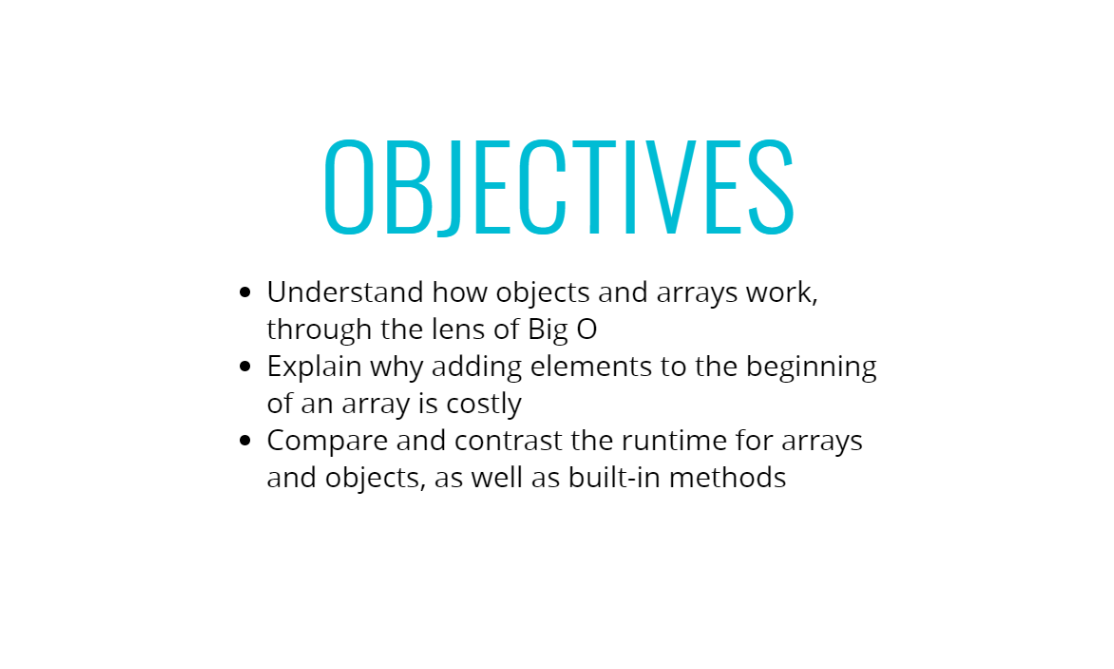 OBJECTIVES
• Understand how objects and arrays work,
through the lens of Big O
• Explain why adding elements to the beginning
of an array is costly
• Compare and contrast the runtime for arrays
and objects, as well as built-in methods